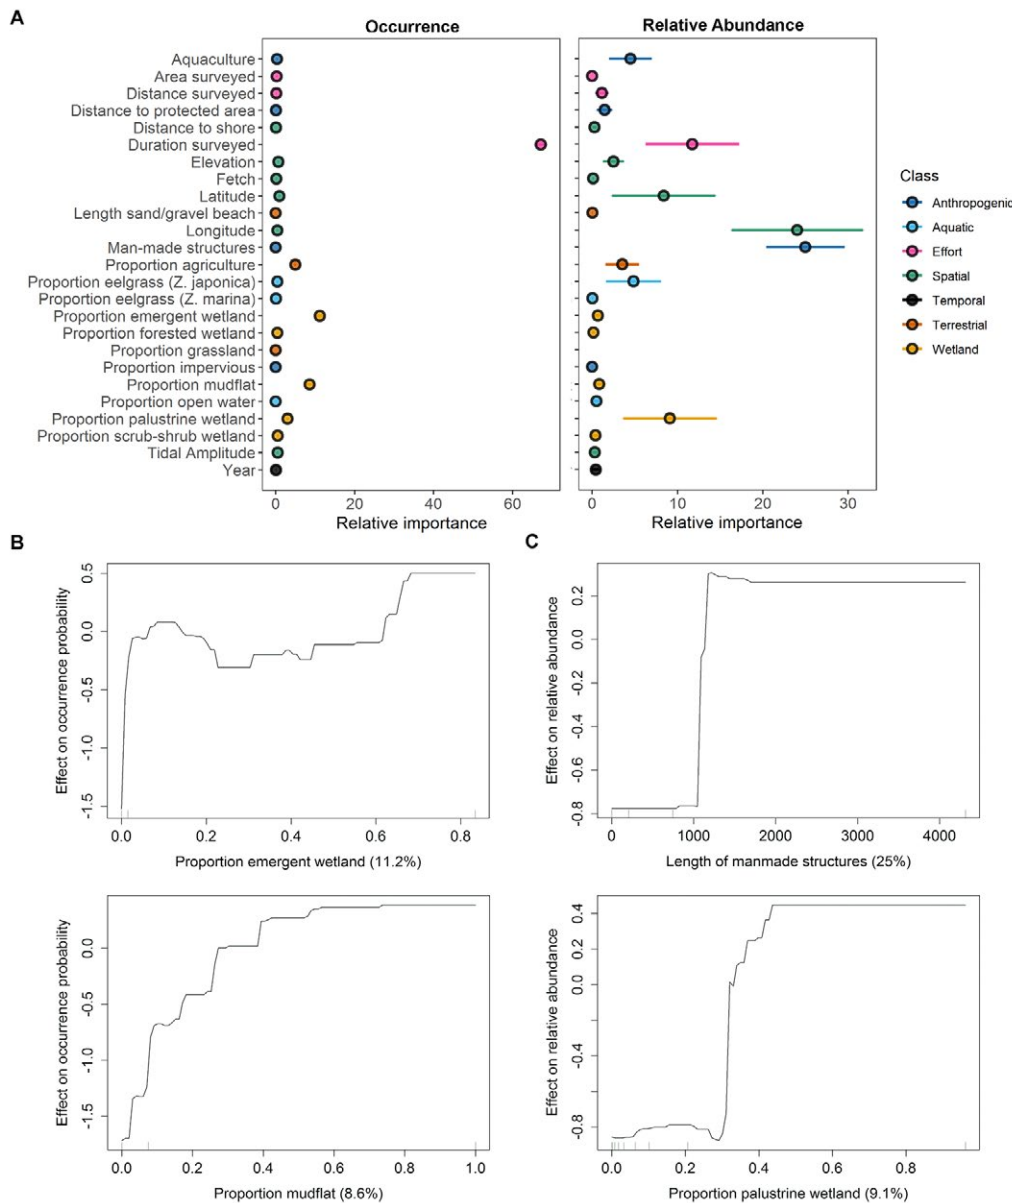 A
Occurrence
Relative Abundance
Aquaculture
Area surveyed
Distance surveyed
Distance to protected area
Distance to shore
Duration surveyed
Elevation
Fetch
Latitude
Length sand/gravel beach
Longitude
Man-made structures
Proportion agriculture
Proportion eelgrass (Z. japonica)
Proportion eelgrass (Z. marina)
Proportion emergent wetland
Proportion forested wetland
Proportion grassland
Proportion impervious
Proportion mudflat
Proportion open water
Proportion palustrine wetland
Proportion scrub-shrub wetland
Tidal Amplitude
Year
0 20 40 60
Relative importance
0 10 20 30
Relative importance
Class
Anthropogenic
Aquatic
Effort
Spatial
Temporal
Terrestrial
Wetland
B
Effect on occurrence probability
0.5
0.0
-0.5
-1.0
-1.5
0.0 0.2 0.4 0.6 0.8
Proportion emergent wetland (11.2%)
C
Effect on relative abundance
0.2
0.0
-0.2
-0.4
-0.6
-0.8
0 1000 2000 3000 4000
Length of manmade structures (25%)
Effect on occurrence probability
0.0
-0.5
-1.0
-1.5
0.0 0.2 0.4 0.6 0.8 1.0
Proportion mudflat (8.6%)
Effect on relative abundance
0.4
0.0
-0.4
-0.8
0.0 0.2 0.4 0.6 0.8
Proportion palustrine wetland (9.1%)